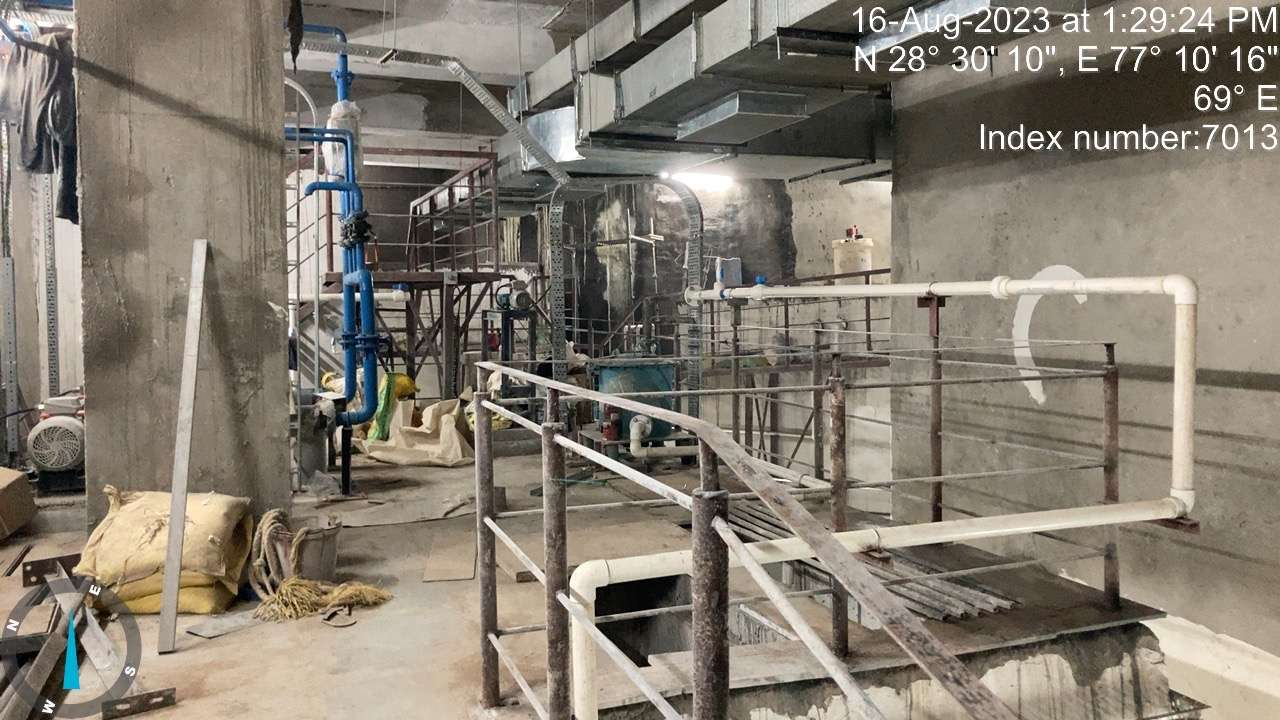 16-Aug-2023 at 1:29:24 PM
N 28° 30' 10", E 77° 10' 16"
69° E
Index number:7013
N
E
W
S